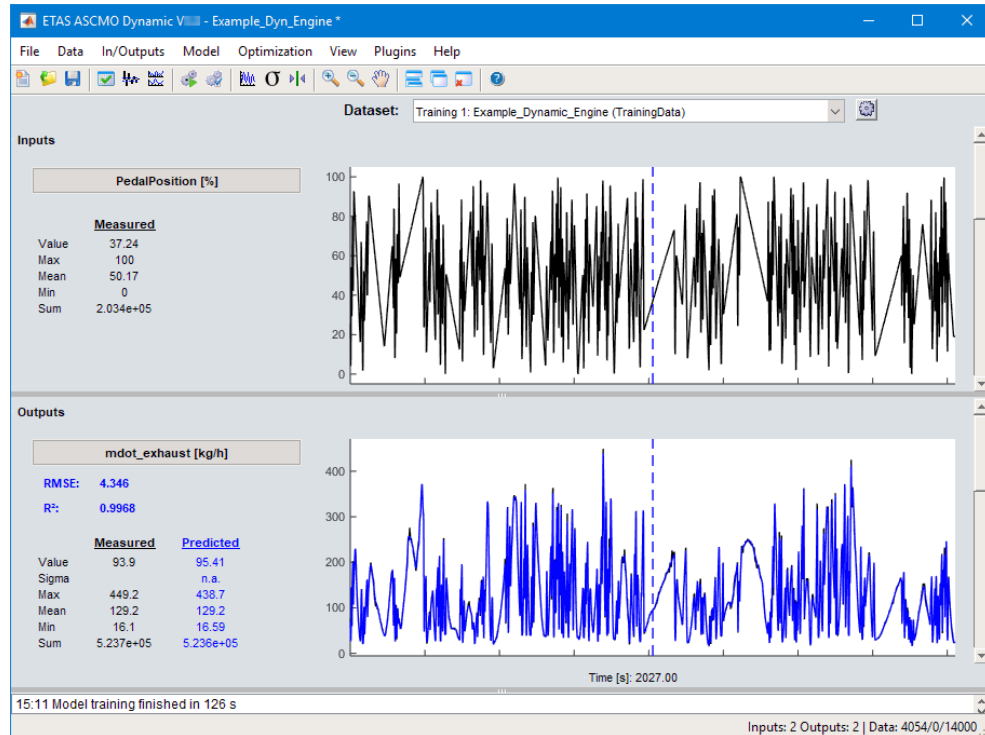 ETAS ASCMO Dynamic V - Example_Dyn_Engine *
File Data In/Outputs Model Optimization View Plugins Help
Dataset: Training 1: Example_Dynamic_Engine (TrainingData)
Inputs
PedalPosition [%]
Measured
Value 37.24
Max 100
Mean 50.17
Min 0
Sum 2.034e+05
100
80
60
40
20
0
Outputs
mdot_exhaust [kg/h]
RMSE: 4.346
R²: 0.9968
Measured Predicted
Value 93.9 95.41
Sigma n.a.
Max 449.2 438.7
Mean 129.2 129.2
Min 16.1 16.59
Sum 5.237e+05 5.236e+05
400
300
200
100
0
Time [s]: 2027.00
15:11 Model training finished in 126 s
Inputs: 2 Outputs: 2 | Data: 4054/0/14000